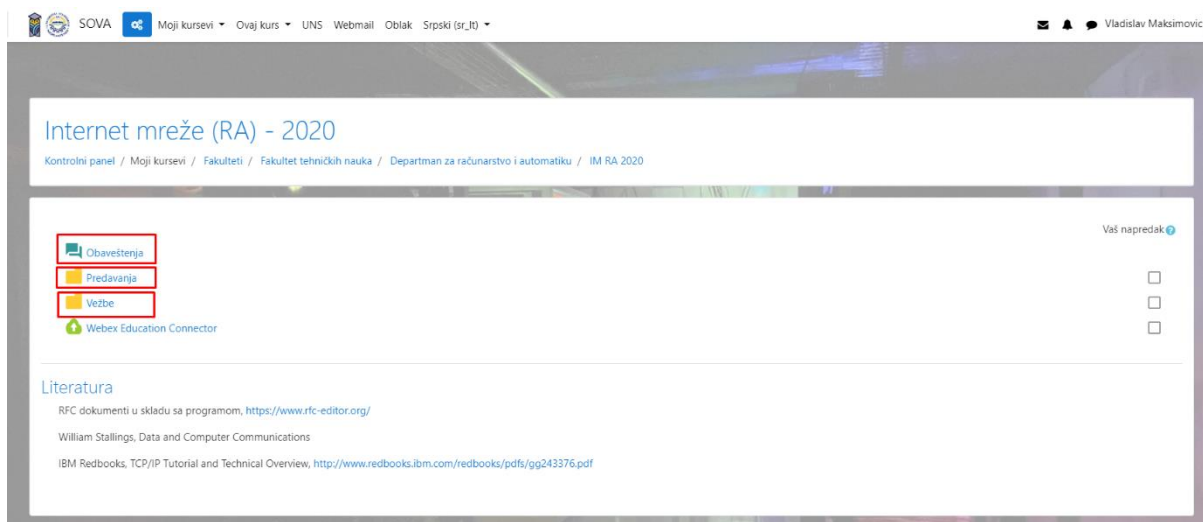 SOVA Moji kursevi Ovaj kurs UNS Webmail Oblak Srpski (sr_lt) Vladislav Maksimovic
Internet mreže (RA) - 2020
Kontrolni panel / Moji kursevi / Fakulteti / Fakultet tehničkih nauka / Departman za računarstvo i automatiku / IM RA 2020
Vaš napredak
Obaveštenja
Predavanja
Vežbe
Webex Education Connector
Literatura
RFC dokumenti u skladu sa programom, https://www.rfc-editor.org/
William Stallings, Data and Computer Communications
IBM Redbooks, TCP/IP Tutorial and Technical Overview, http://www.redbooks.ibm.com/redbooks/pdfs/gg243376.pdf